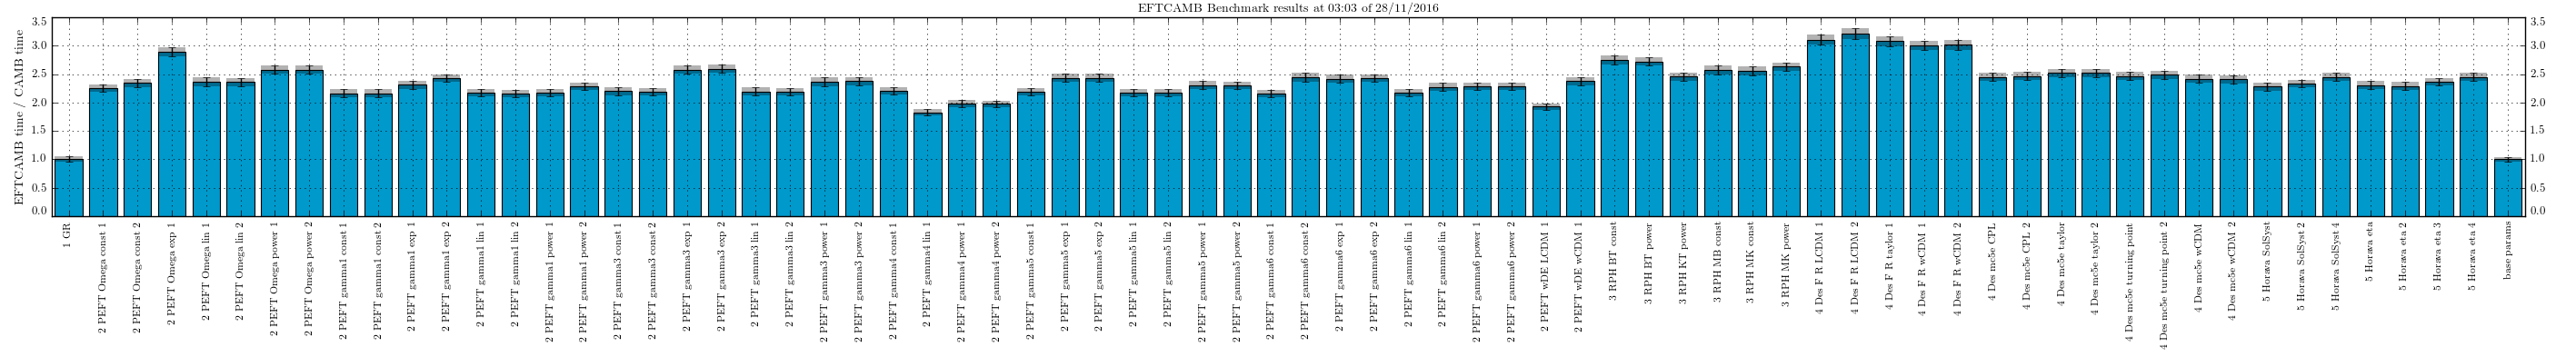 EFTCAMB Benchmark results at 03:03 of 28/11/2016
EFTCAMB time / CAMB time
3.5
3.0
2.5
2.0
1.5
1.0
0.5
0.0
3.5
3.0
2.5
2.0
1.5
1.0
0.5
0.0
1 GR
2 PEFT Omega const 1
2 PEFT Omega const 2
2 PEFT Omega exp 1
2 PEFT Omega lin 1
2 PEFT Omega lin 2
2 PEFT Omega power 1
2 PEFT Omega power 2
2 PEFT gamma1 const 1
2 PEFT gamma1 const 2
2 PEFT gamma1 exp 1
2 PEFT gamma1 exp 2
2 PEFT gamma1 lin 1
2 PEFT gamma1 lin 2
2 PEFT gamma1 power 1
2 PEFT gamma1 power 2
2 PEFT gamma3 const 1
2 PEFT gamma3 const 2
2 PEFT gamma3 exp 1
2 PEFT gamma3 exp 2
2 PEFT gamma3 lin 1
2 PEFT gamma3 lin 2
2 PEFT gamma3 power 1
2 PEFT gamma3 power 2
2 PEFT gamma4 const 1
2 PEFT gamma4 lin 1
2 PEFT gamma4 power 1
2 PEFT gamma4 power 2
2 PEFT gamma5 const 1
2 PEFT gamma5 exp 1
2 PEFT gamma5 exp 2
2 PEFT gamma5 lin 1
2 PEFT gamma5 lin 2
2 PEFT gamma5 power 1
2 PEFT gamma5 power 2
2 PEFT gamma6 const 1
2 PEFT gamma6 const 2
2 PEFT gamma6 exp 1
2 PEFT gamma6 exp 2
2 PEFT gamma6 lin 1
2 PEFT gamma6 lin 2
2 PEFT gamma6 power 1
2 PEFT gamma6 power 2
2 PEFT wDE LCDM 1
2 PEFT wDE wCDM 1
3 RPH BT const
3 RPH BT power
3 RPH KT power
3 RPH MB const
3 RPH MK const
3 RPH MK power
4 Des F R LCDM 1
4 Des F R LCDM 2
4 Des F R taylor 1
4 Des F R wCDM 1
4 Des F R wCDM 2
4 Des mc5e CPL
4 Des mc5e CPL 2
4 Des mc5e taylor
4 Des mc5e taylor 2
4 Des mc5e turning point
4 Des mc5e turning point 2
4 Des mc5e wCDM
4 Des mc5e wCDM 2
5 Horava SolSyst
5 Horava SolSyst 2
5 Horava SolSyst 4
5 Horava eta
5 Horava eta 2
5 Horava eta 3
5 Horava eta 4
base params